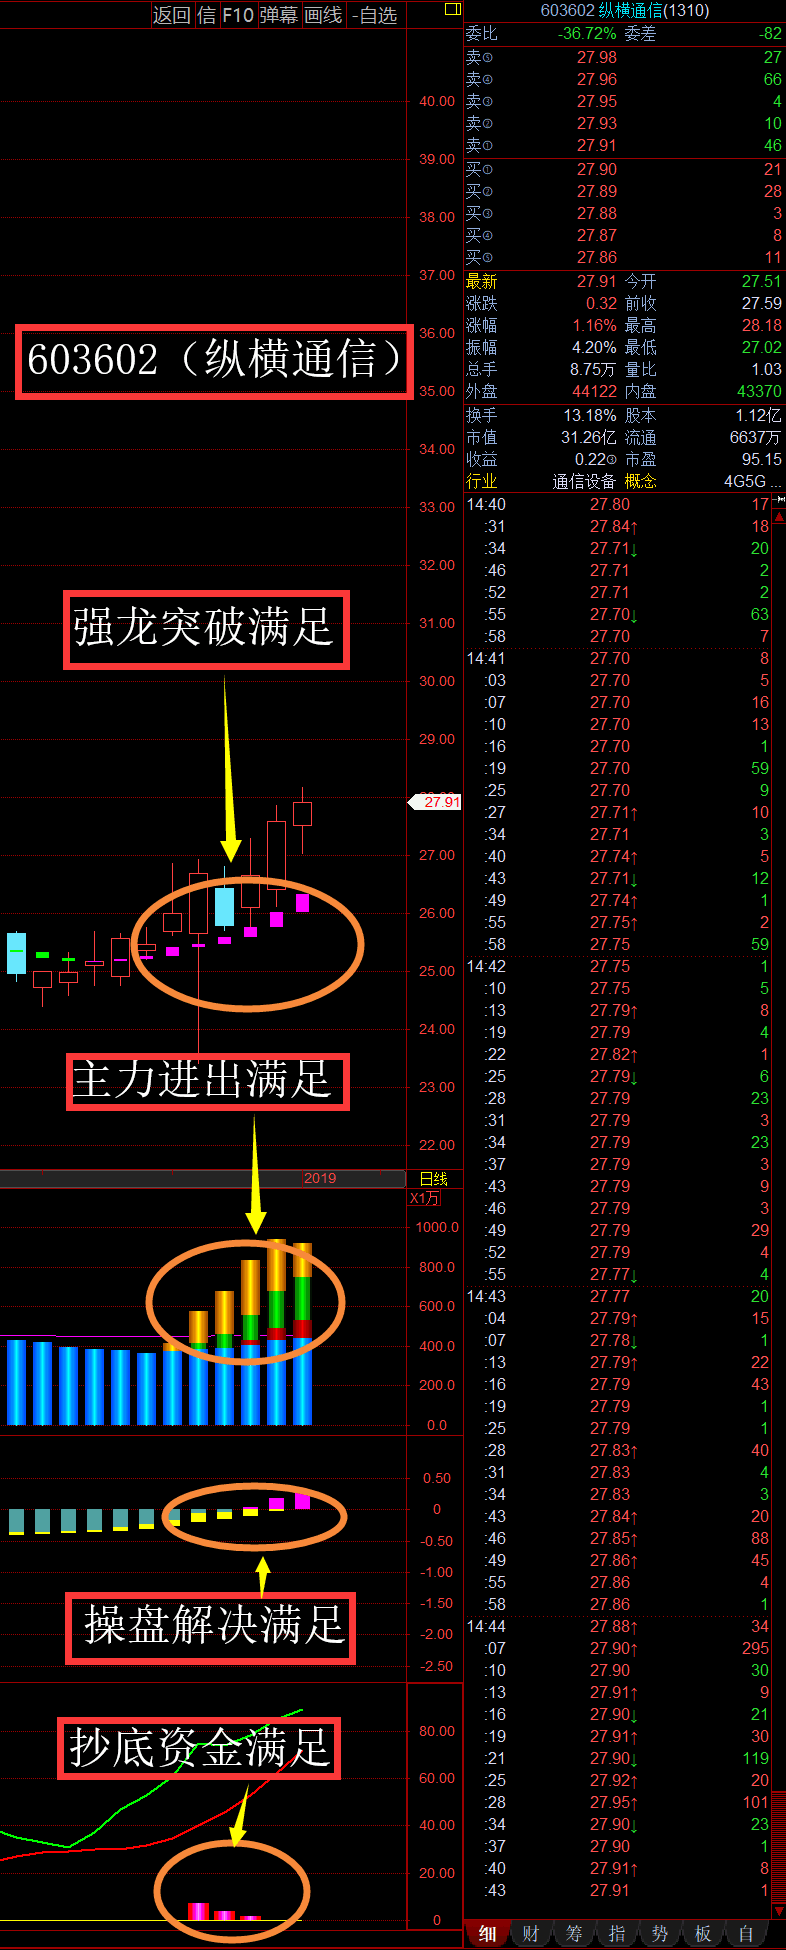 返回 信 F10 弹幕 画线 -自选
40.00
39.00
38.00
37.00
36.00
603602（纵横通信）
35.00
34.00
33.00
32.00
强龙突破满足
31.00
30.00
29.00
27.91
27.00
26.00
25.00
24.00
主力进出满足
23.00
22.00
2019 日线
X1万
1000.0
800.0
600.0
400.0
200.0
0.0
0.50
0
-0.50
-1.00
-1.50
操盘解决满足
-2.00
-2.50
80.00
抄底资金满足
60.00
40.00
20.00
0
603602 纵横通信(1310)
委比 -36.72% 委差 -82
卖⑤ 27.98 27
卖④ 27.96 66
卖③ 27.95 4
卖② 27.93 10
卖① 27.91 46
买① 27.90 21
买② 27.89 28
买③ 27.88 3
买④ 27.87 8
买⑤ 27.86 11
最新 27.91 今开 27.51
涨跌 0.32 前收 27.59
涨幅 1.16% 最高 28.18
振幅 4.20% 最低 27.02
总手 8.75万 量比 1.03
外盘 44122 内盘 43370
换手 13.18% 股本 1.12亿
市值 31.26亿 流通 6637万
收益 0.22④ 市盈 95.15
行业 通信设备 概念 4G5G ...
14:40 27.80 17
:31 27.84↑ 18
:34 27.71↓ 20
:46 27.71 2
:52 27.71 2
:55 27.70↓ 63
:58 27.70 7
14:41 27.70 8
:03 27.70 5
:07 27.70 16
:10 27.70 13
:16 27.70 1
:19 27.70 59
:25 27.70 9
:27 27.71↑ 10
:34 27.71 3
:40 27.74↑ 5
:43 27.71↓ 12
:49 27.74↑ 1
:55 27.75↑ 2
:58 27.75 59
14:42 27.75 1
:10 27.75 5
:13 27.79↑ 8
:19 27.79 4
:22 27.82↑ 1
:25 27.79↓ 6
:28 27.79 23
:31 27.79 3
:34 27.79 23
:37 27.79 3
:43 27.79 9
:46 27.79 3
:49 27.79 29
:52 27.79 4
:55 27.77↓ 4
14:43 27.77 20
:04 27.79↑ 15
:07 27.78↓ 1
:13 27.79↑ 22
:16 27.79 43
:19 27.79 1
:25 27.79 1
:28 27.83↑ 40
:31 27.83 4
:34 27.83 3
:43 27.84↑ 20
:46 27.85↑ 88
:49 27.86↑ 45
:55 27.86 4
:58 27.86 1
14:44 27.88↑ 34
:07 27.90↑ 295
:10 27.90 30
:13 27.91↑ 9
:16 27.90↓ 21
:19 27.91↑ 30
:21 27.90↓ 119
:25 27.92↑ 20
:28 27.95↑ 101
:34 27.90↓ 23
:37 27.90 1
:40 27.91↑ 8
:43 27.91 1
细 财 筹 指 势 板 自